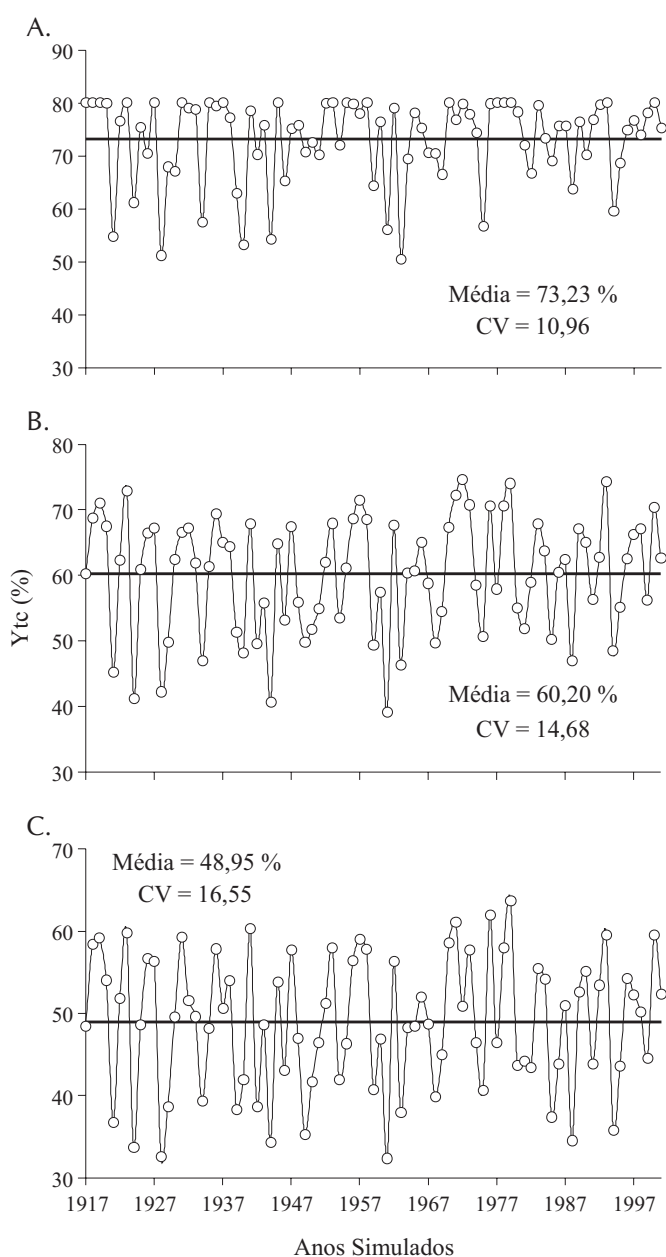 A.
90
80
70
60
50
40
30
Média = 73,23 %
CV = 10,96
B.
80
70
60
50
40
30
Ytc (%)
Média = 60,20 %
CV = 14,68
C.
70
60
50
40
30
Média = 48,95 %
CV = 16,55
1917 1927 1937 1947 1957 1967 1977 1987 1997
Anos Simulados